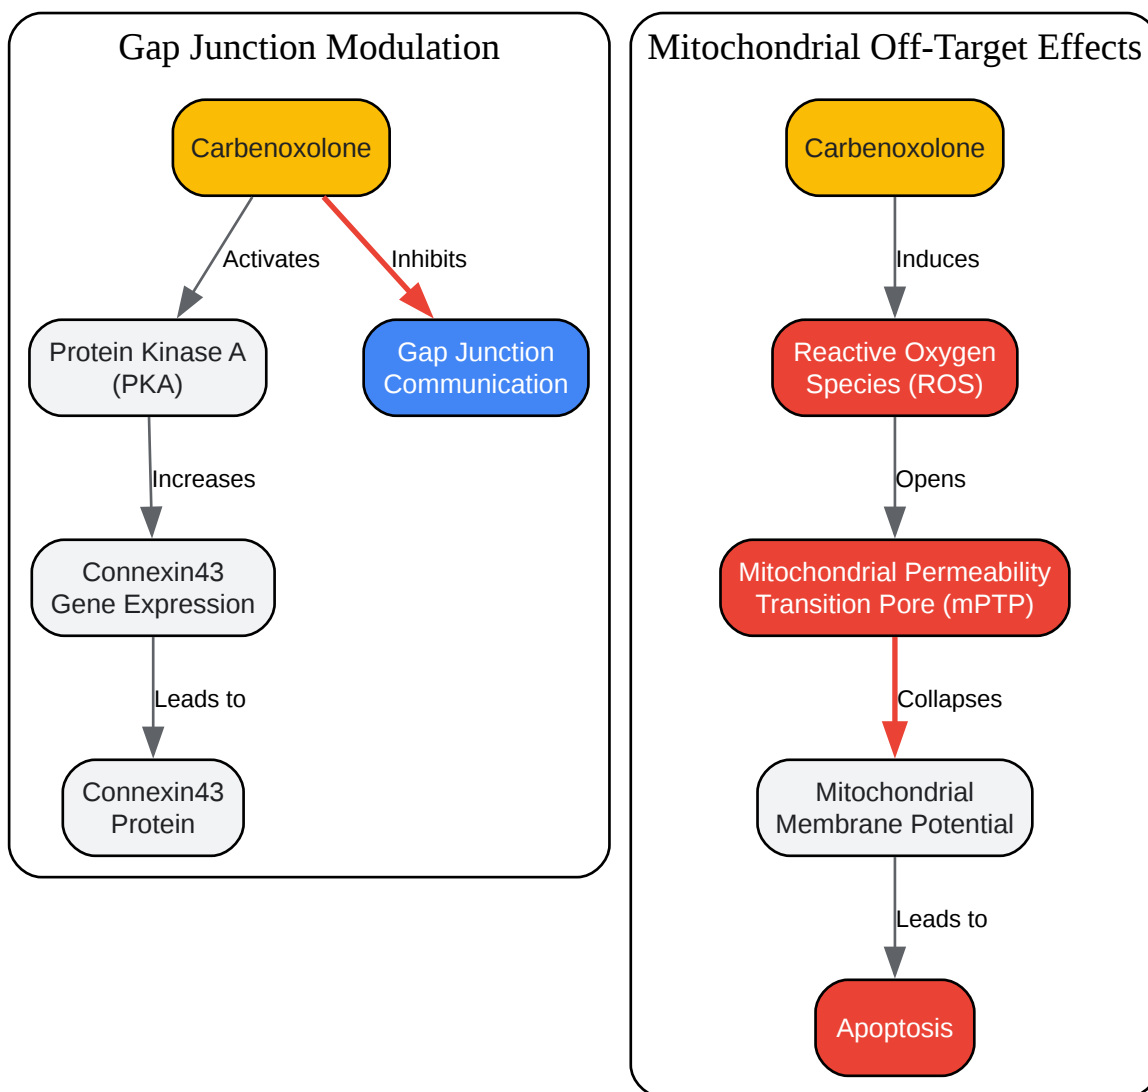 Gap Junction Modulation
Carbenoxolone
Activates
Inhibits
Protein Kinase A
(PKA)
Gap Junction
Communication
Increases
Connexin43
Gene Expression
Leads to
Connexin43
Protein
Mitochondrial Off-Target Effects
Carbenoxolone
Induces
Reactive Oxygen
Species (ROS)
Opens
Mitochondrial Permeability
Transition Pore (mPTP)
Collapses
Mitochondrial
Membrane Potential
Leads to
Apoptosis